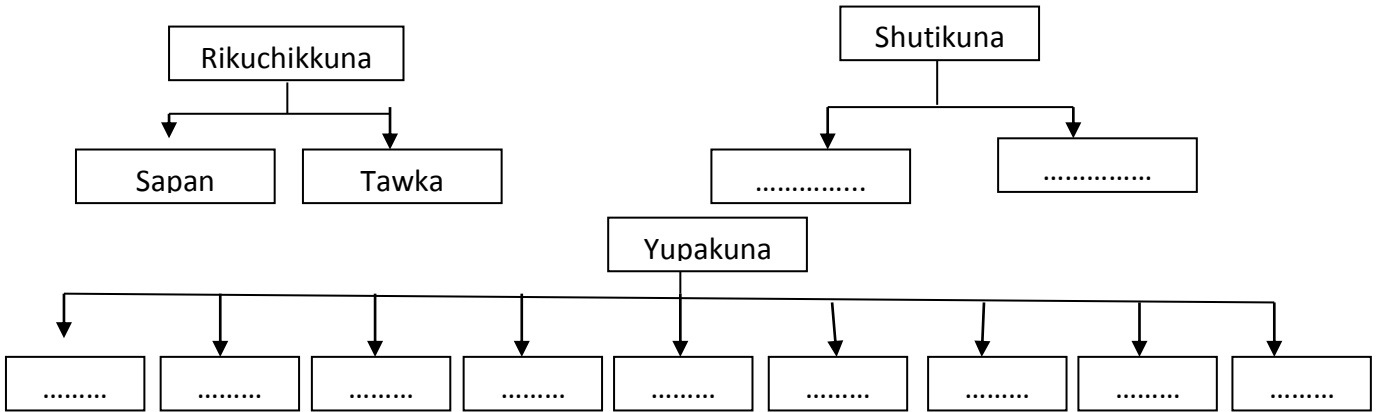 Rikuchikkuna
Shutikuna
Sapan
Tawka
…………...
……………
Yupakuna
………
………
………
………
………
………
………
………
………